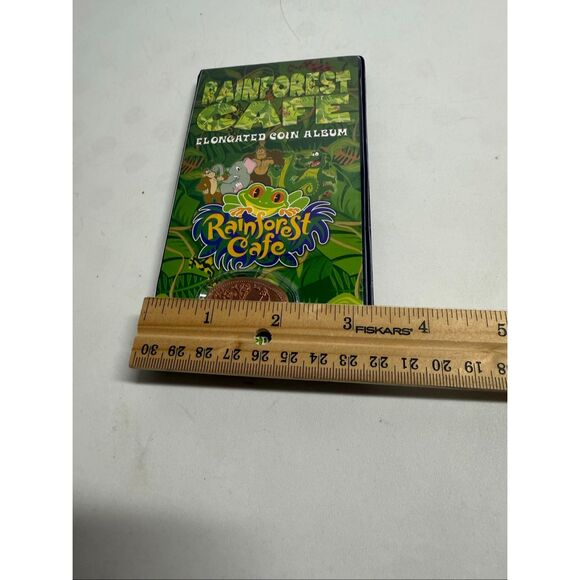 RAINFOREST
CAFE
ELONGATED COIN ALBUM
Rainforest
Cafe
1 2 3 FISKARS® 4 5
30 29 28 27 26 25 24 23 22 21 20 19 18